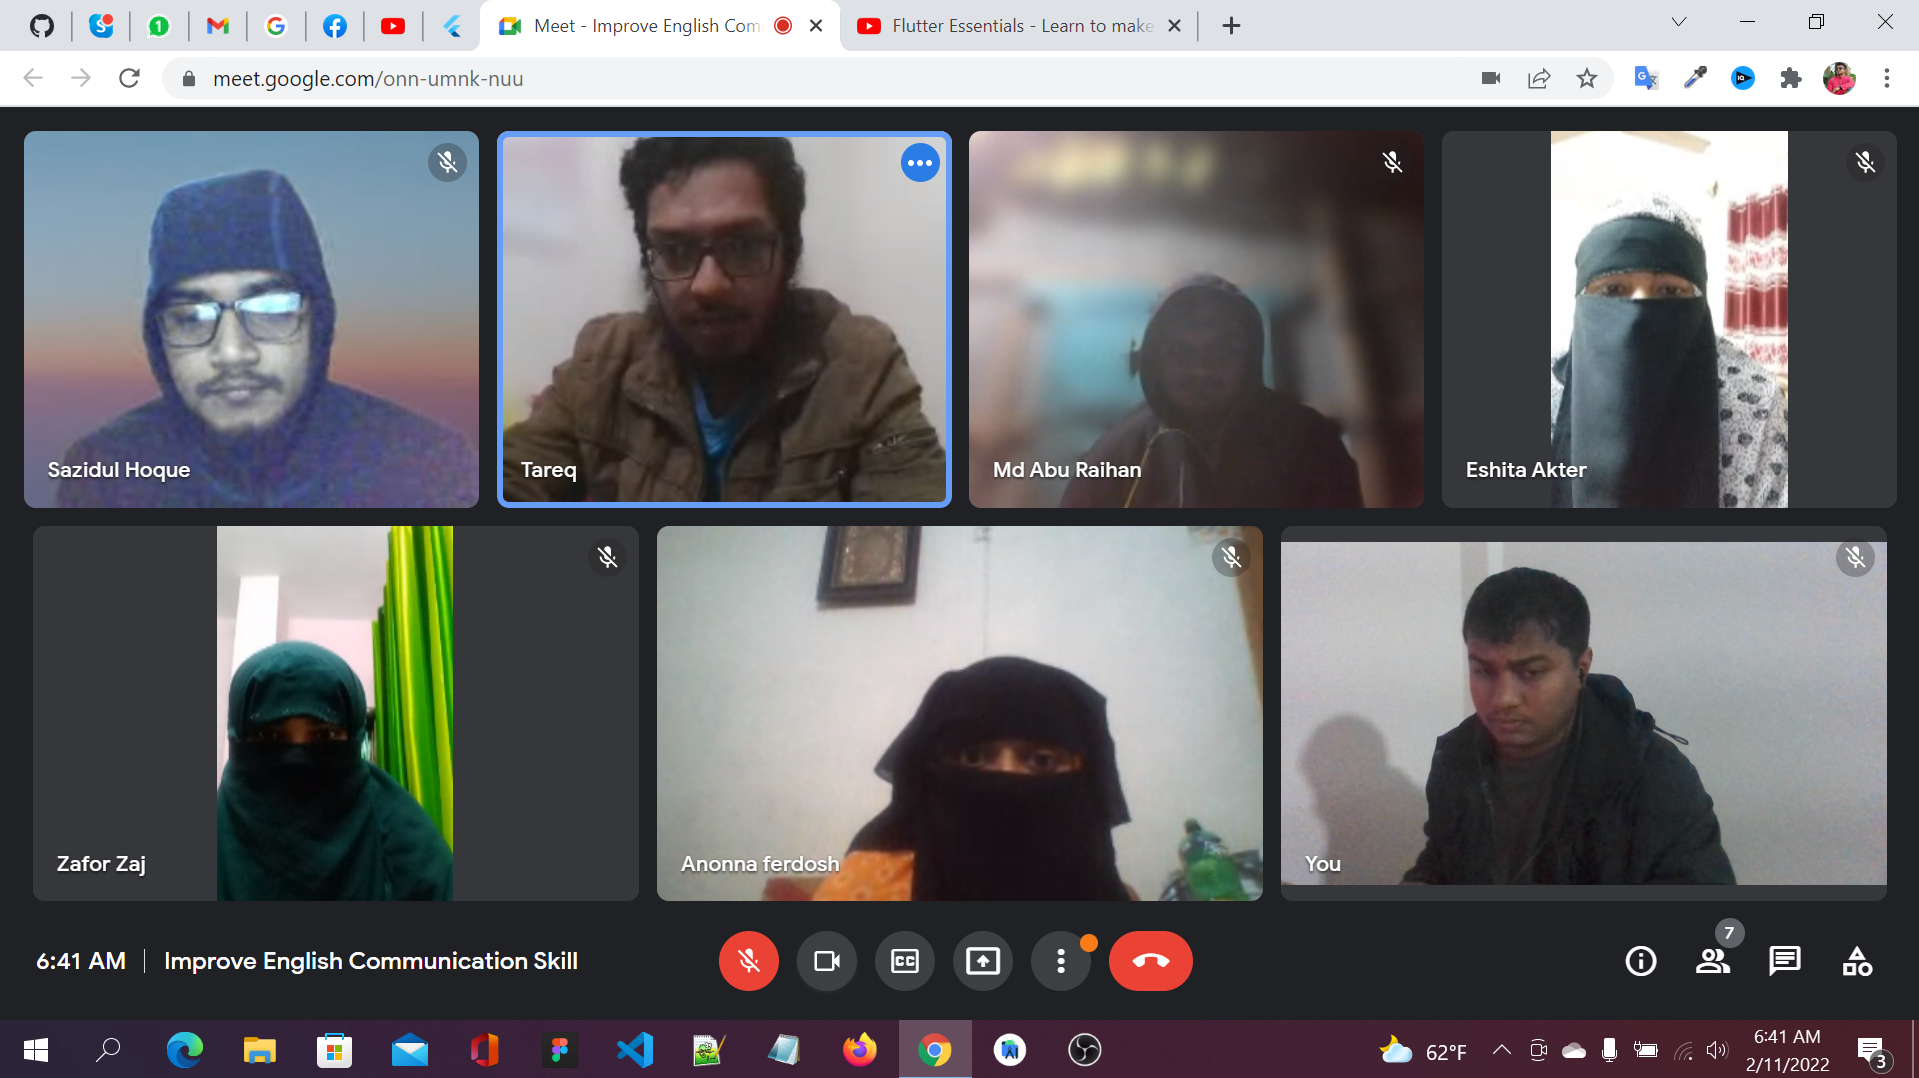 1
Meet - Improve English Com
Flutter Essentials - Learn to make
meet.google.com/onn-umnk-nuu
Sazidul Hoque
Tareq
Md Abu Raihan
Eshita Akter
Zafor Zaj
Anonna ferdosh
You
6:41 AM | Improve English Communication Skill
CC
7
62°F
6:41 AM
2/11/2022
3